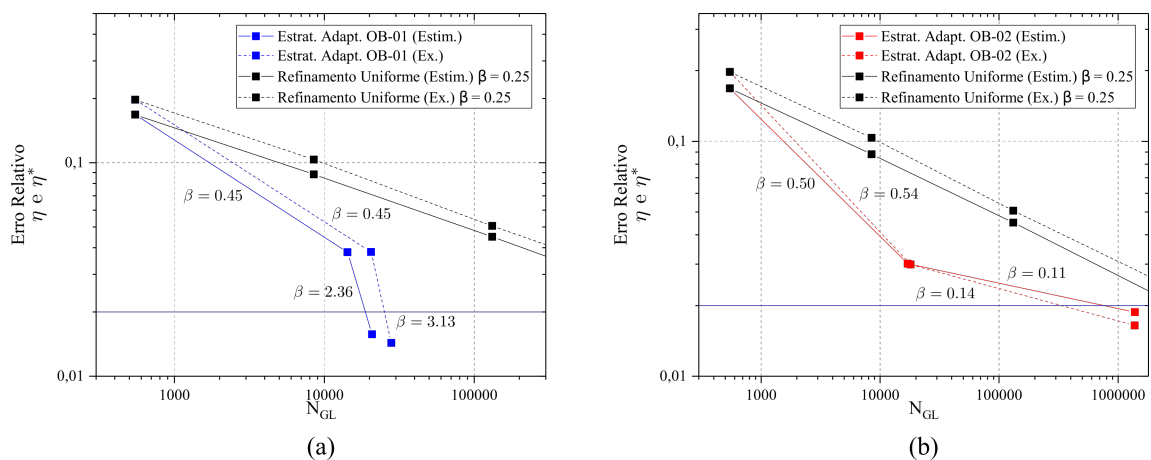 Estrat. Adapt. OB-01 (Estim.)
Estrat. Adapt. OB-01 (Ex.)
Refinamento Uniforme (Estim.) β = 0.25
Refinamento Uniforme (Ex.) β = 0.25
Erro Relativo
η e η*
0,1
0,01
β = 0.45
β = 0.45
β = 2.36
β = 3.13
1000
10000
100000
N_GL
(a)
Estrat. Adapt. OB-02 (Estim.)
Estrat. Adapt. OB-02 (Ex.)
Refinamento Uniforme (Estim.) β = 0.25
Refinamento Uniforme (Ex.) β = 0.25
Erro Relativo
η e η*
0,1
0,01
β = 0.50
β = 0.54
β = 0.11
β = 0.14
1000
10000
100000
1000000
N_GL
(b)